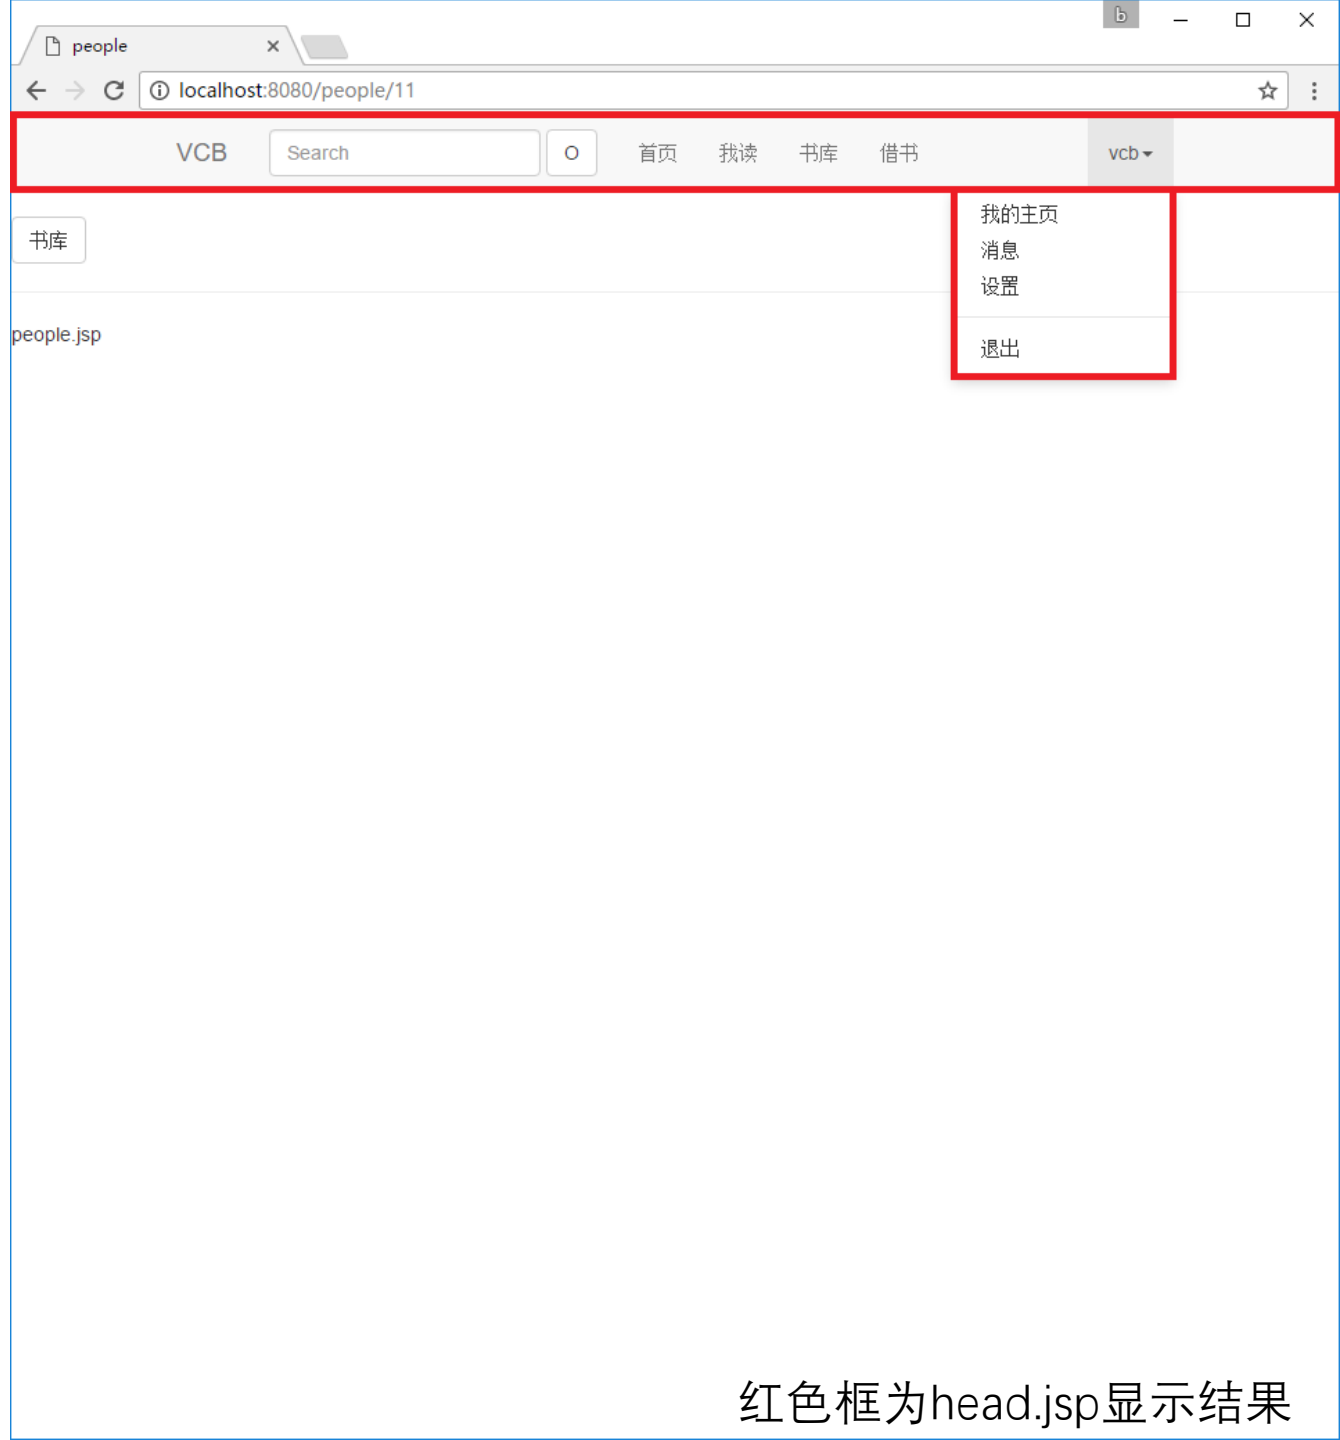 b
people
localhost:8080/people/11
VCB Search O 首页 我读 书库 借书 vcb
我的主页
书库
消息
设置
people.jsp
退出
红色框为head.jsp显示结果